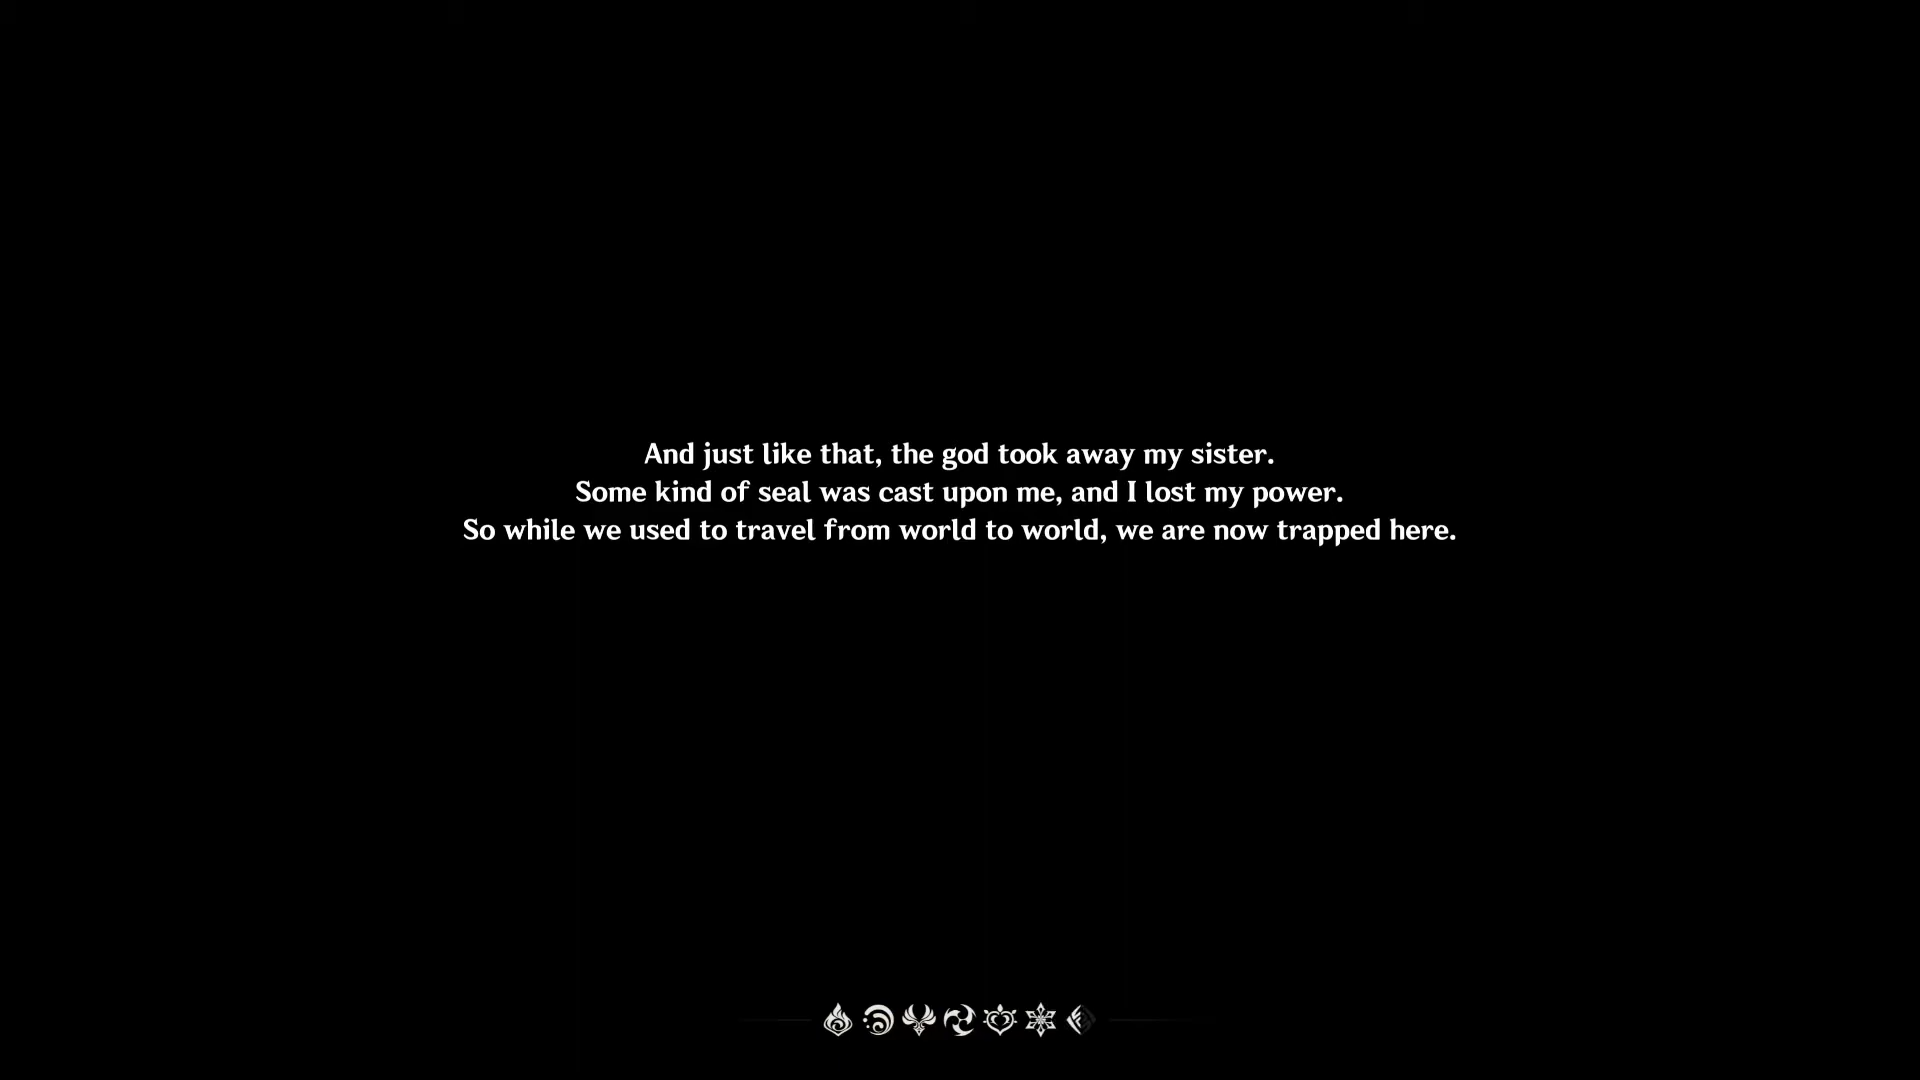 And just like that, the god took away my sister.
Some kind of seal was cast upon me, and I lost my power.
So while we used to travel from world to world, we are now trapped here.